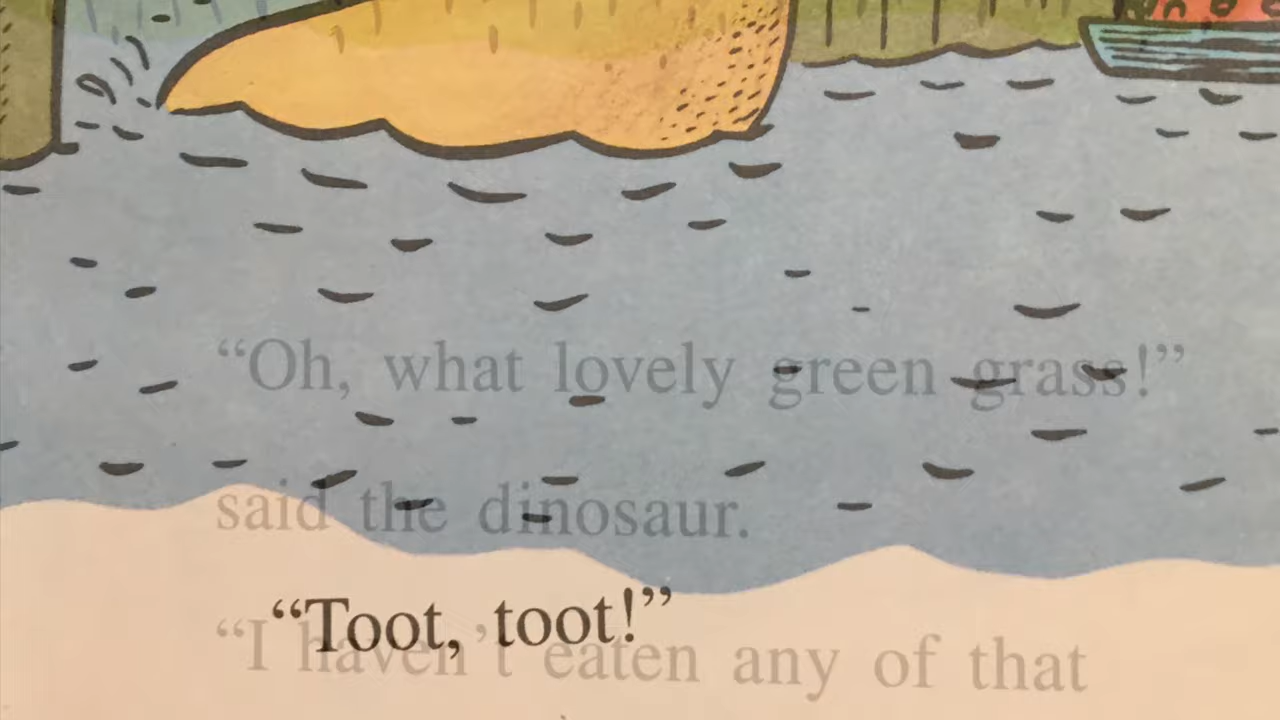 “Oh, what lovely green grass!”
said the dinosaur.
“Toot, toot!”
“I haven’t eaten any of that